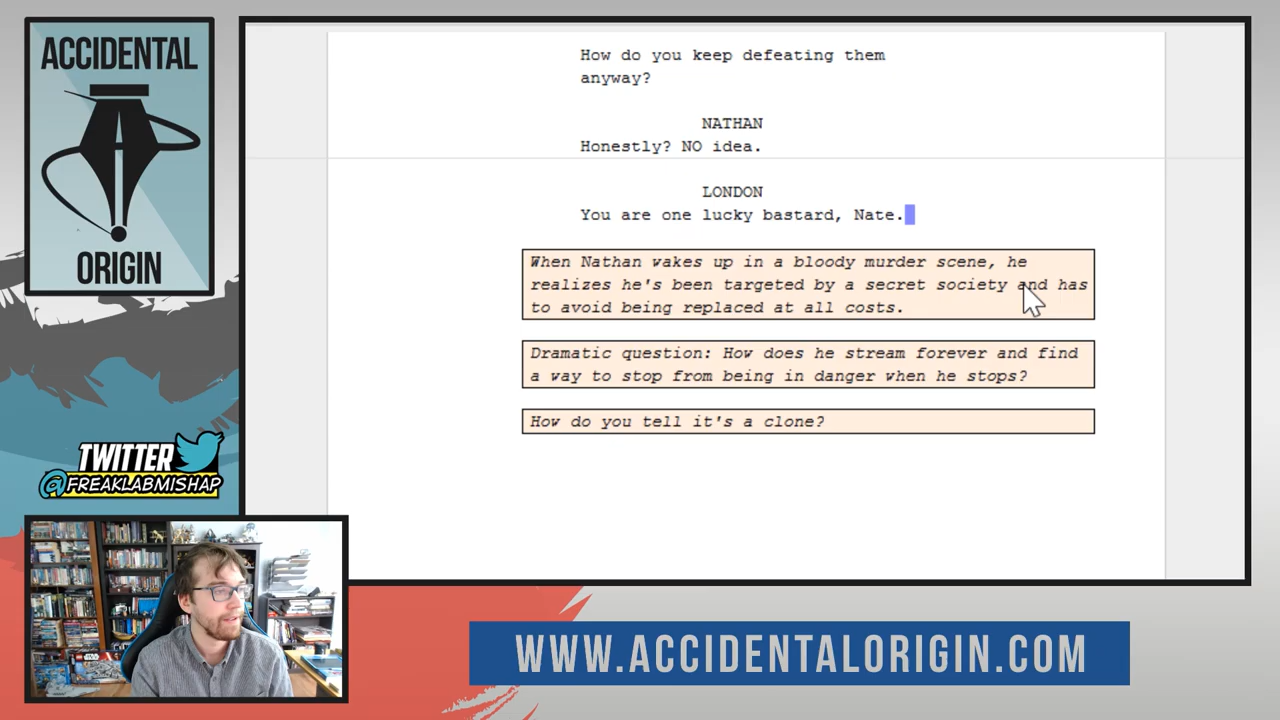 ACCIDENTAL
ORIGIN
How do you keep defeating them
anyway?
NATHAN
Honestly? NO idea.
LONDON
You are one lucky bastard, Nate.
When Nathan wakes up in a bloody murder scene, he
realizes he's been targeted by a secret society and has
to avoid being replaced at all costs.
Dramatic question: How does he stream forever and find
a way to stop from being in danger when he stops?
How do you tell it's a clone?
TWITTER
@FREAKLABMISHAP
WWW.ACCIDENTALORIGIN.COM